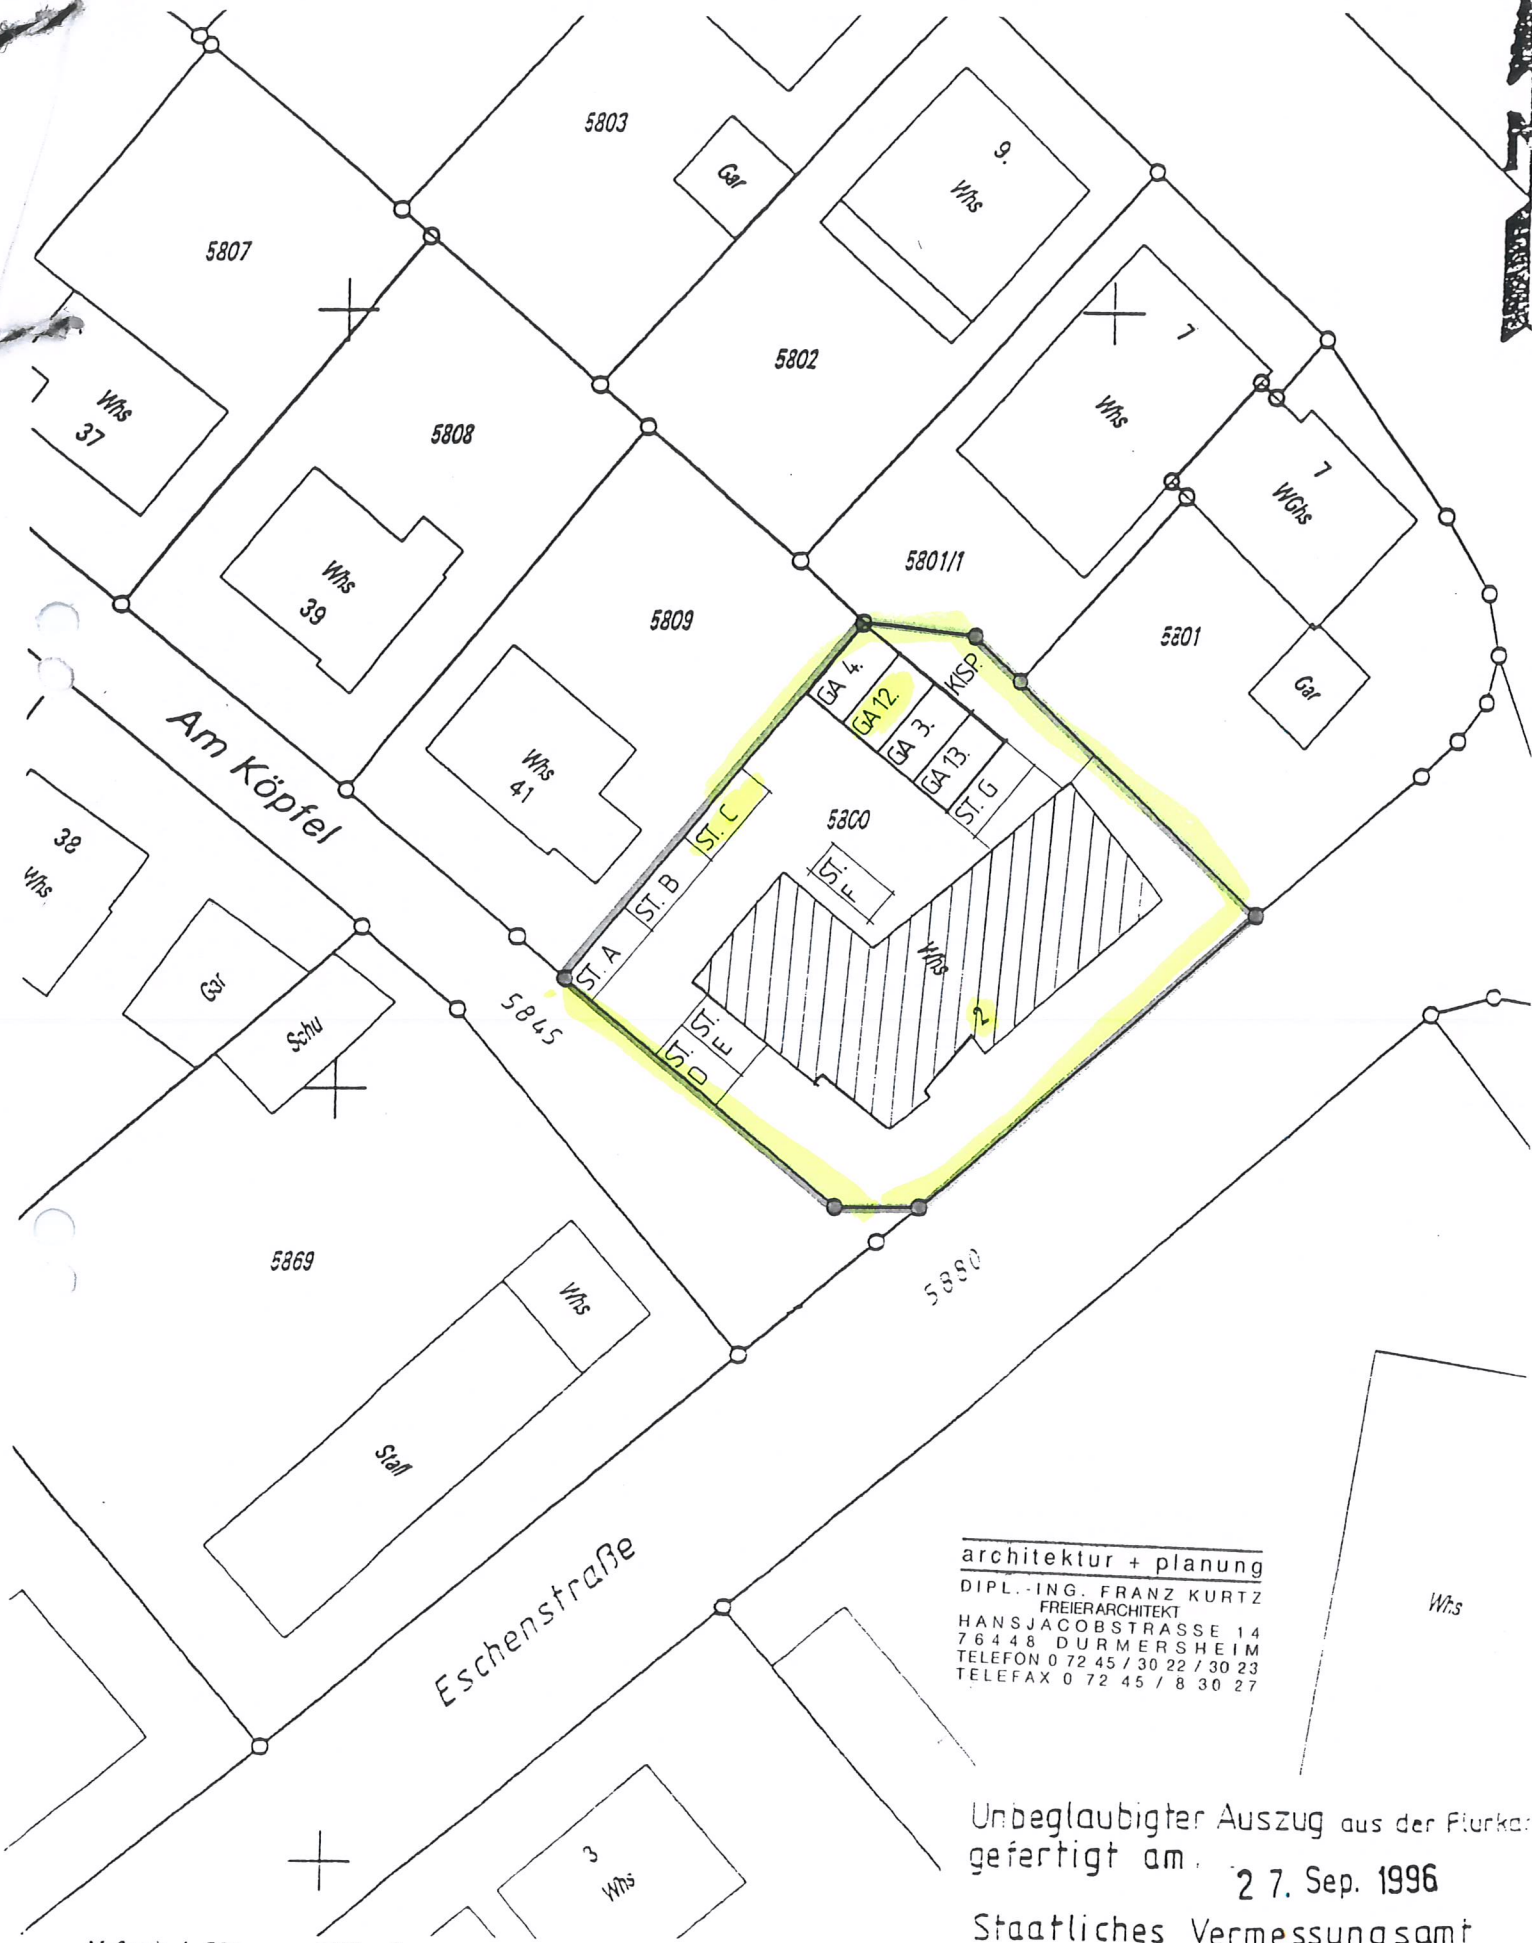 5803
Gar
9.
Whs
5807
5802
7
Whs
Whs
37
5808
7
WGhs
Whs
39
5801/1
5809
5801
Gar
GA 4.
GA 12.
GA 3.
GA 13.
ST. G
KISP.
Am Köpfel
Whs
41
ST. C
5800
38
Whs
ST. B
ST. F
ST. A
Whs
2
Gar
Schu
5845
ST. E
ST. D
5869
5880
Whs
Stall
Eschenstraße
architektur + planung
DIPL.-ING. FRANZ KURTZ
FREIER ARCHITEKT
HANSJACOBSTRASSE 14
76448 DURMERSHEIM
TELEFON 0 72 45 / 30 22 / 30 23
TELEFAX 0 72 45 / 8 30 27
Whs
3
Whs
Unbeglaubigter Auszug aus der
gefertigt am
27. Sep. 1996
Staatliches Vermessungsamt